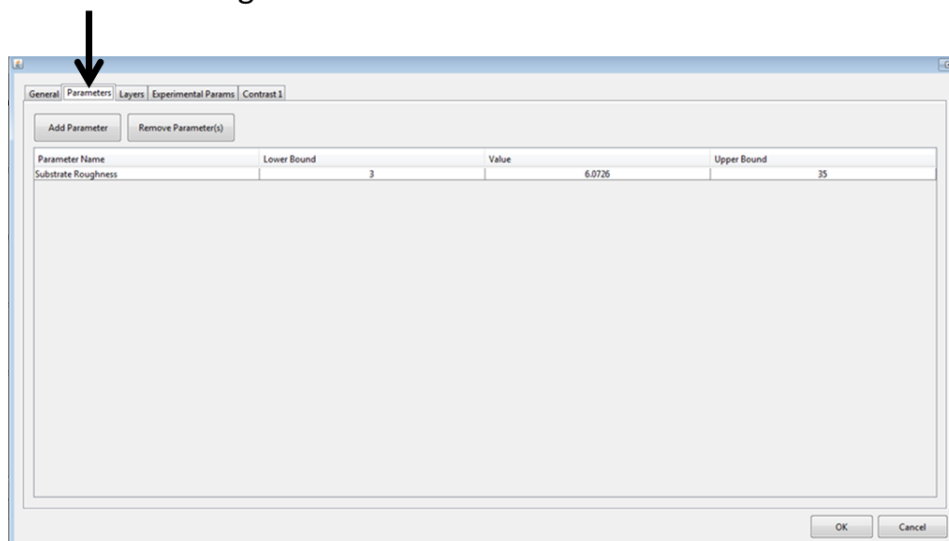 General Parameters Layers Experimental Params Contrast 1
Add Parameter Remove Parameter(s)
Parameter Name Lower Bound Value Upper Bound
Substrate Roughness 3 6.0726 35
OK Cancel